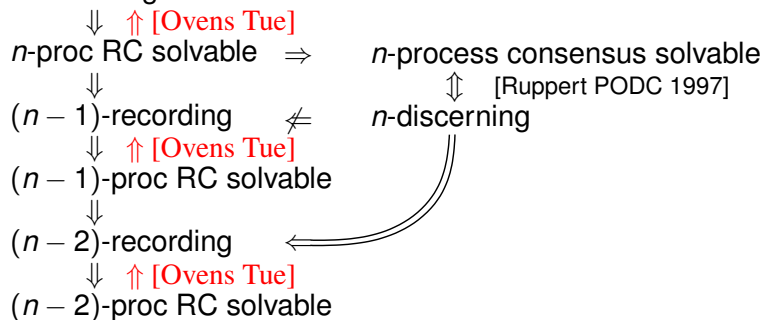 ⇓ ⇑ [Ovens Tue]
n-proc RC solvable ⇒ n-process consensus solvable
⇓ ⇕ [Ruppert PODC 1997]
(n − 1)-recording ⇍ n-discerning
⇓ ⇑ [Ovens Tue]
(n − 1)-proc RC solvable
⇓
(n − 2)-recording
⇓ ⇑ [Ovens Tue]
(n − 2)-proc RC solvable